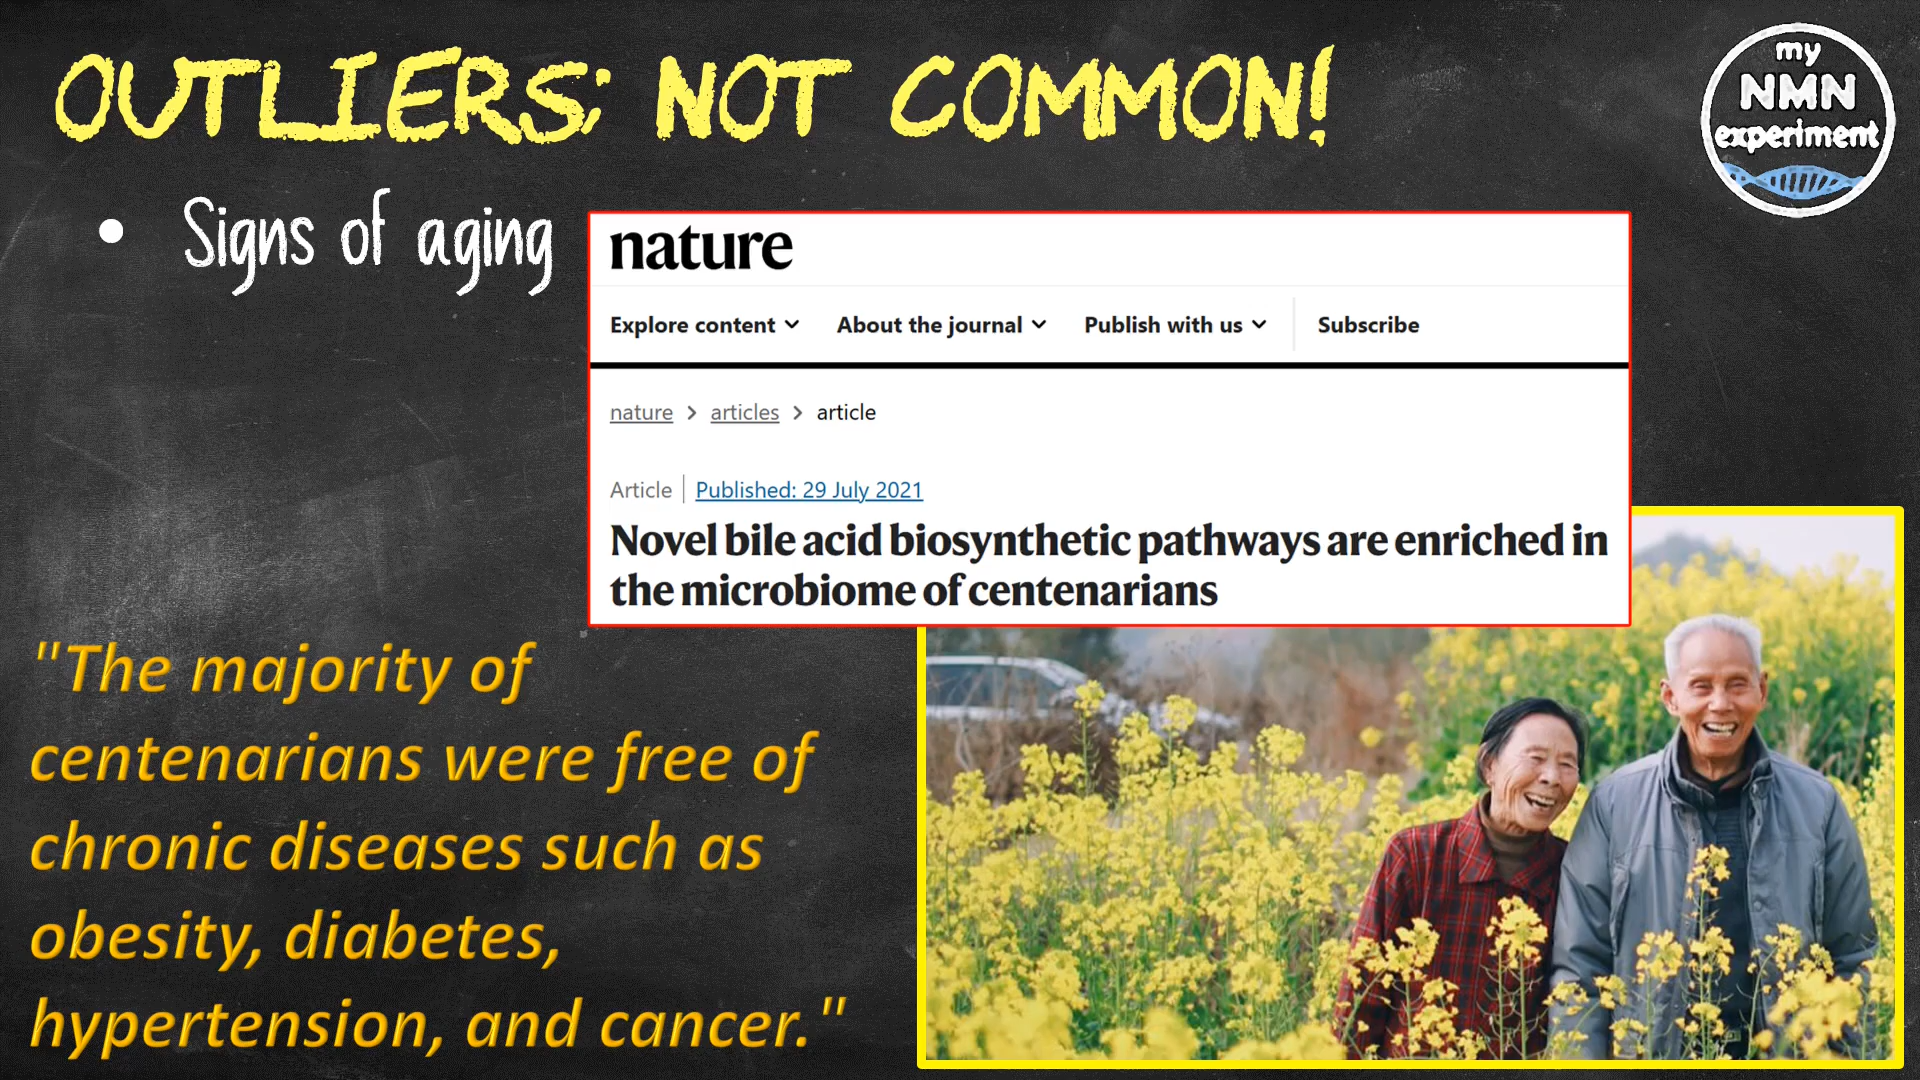 OUTLIERS; NOT COMMON!
my
NMN
experiment
• Signs of aging
nature
Explore content
About the journal
Publish with us
Subscribe
nature > articles > article
Article | Published: 29 July 2021
Novel bile acid biosynthetic pathways are enriched in
the microbiome of centenarians
"The majority of
centenarians were free of
chronic diseases such as
obesity, diabetes,
hypertension, and cancer."